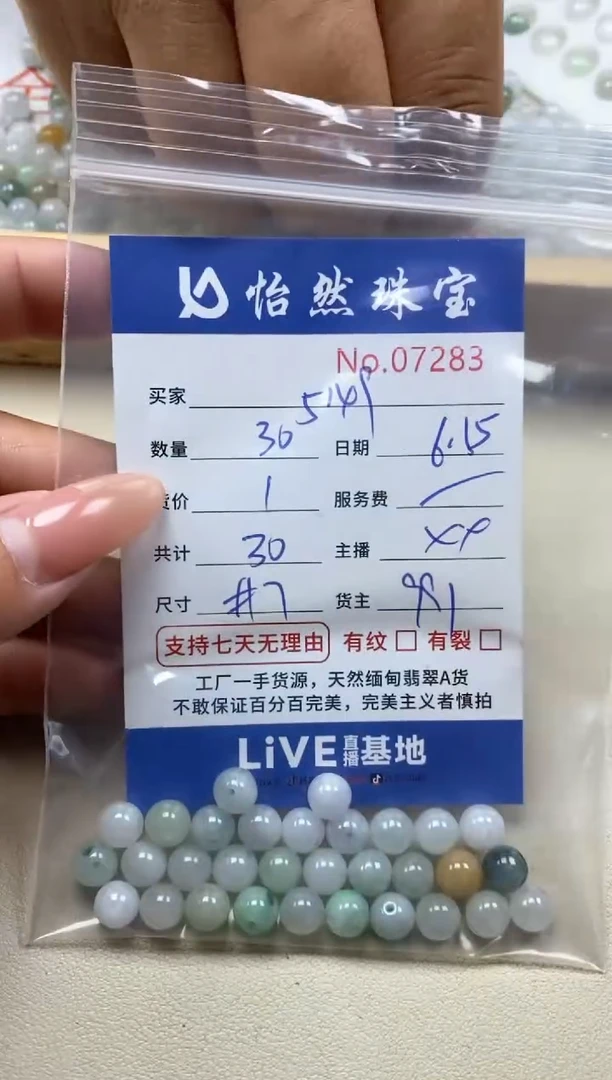 怡然珠宝
No.07283
买家 5149
数量 30 日期 6.15
货价 1 服务费
共计 30 主播 XP
尺寸 #7 货主
支持七天无理由 有纹 □ 有裂 □
工厂一手货源，天然缅甸翡翠A货
不敢保证百分百完美，完美主义者慎拍
LiVE直播基地